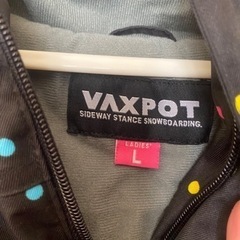 VAXPOT
SIDEWAY STANCE SNOWBOARDING.
LADIES'
L